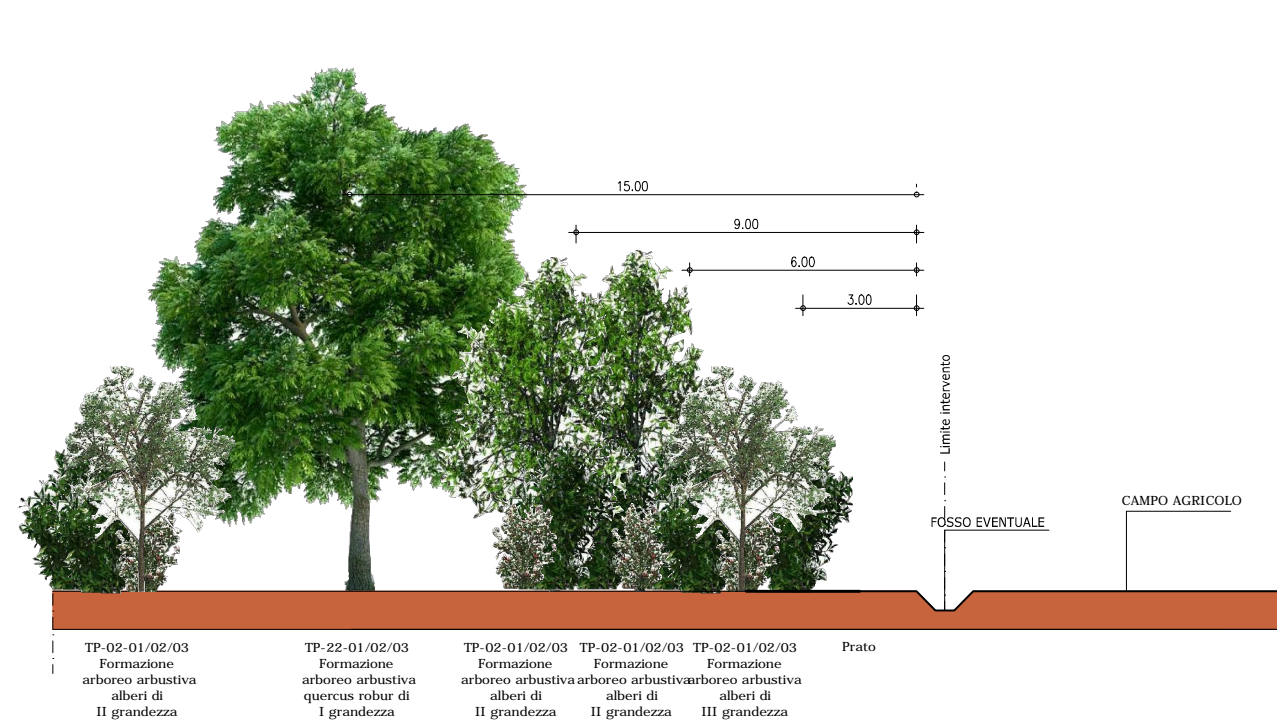 15.00
9.00
6.00
3.00
Limite intervento
CAMPO AGRICOLO
FOSSO EVENTUALE
TP-02-01/02/03
Formazione
arboreo arbustiva
alberi di
II grandezza
TP-22-01/02/03
Formazione
arboreo arbustiva
quercus robur di
I grandezza
TP-02-01/02/03
Formazione
arboreo arbustiva
alberi di
II grandezza
TP-02-01/02/03
Formazione
arboreo arbustiva
alberi di
II grandezza
TP-02-01/02/03
Formazione
arboreo arbustiva
alberi di
III grandezza
Prato